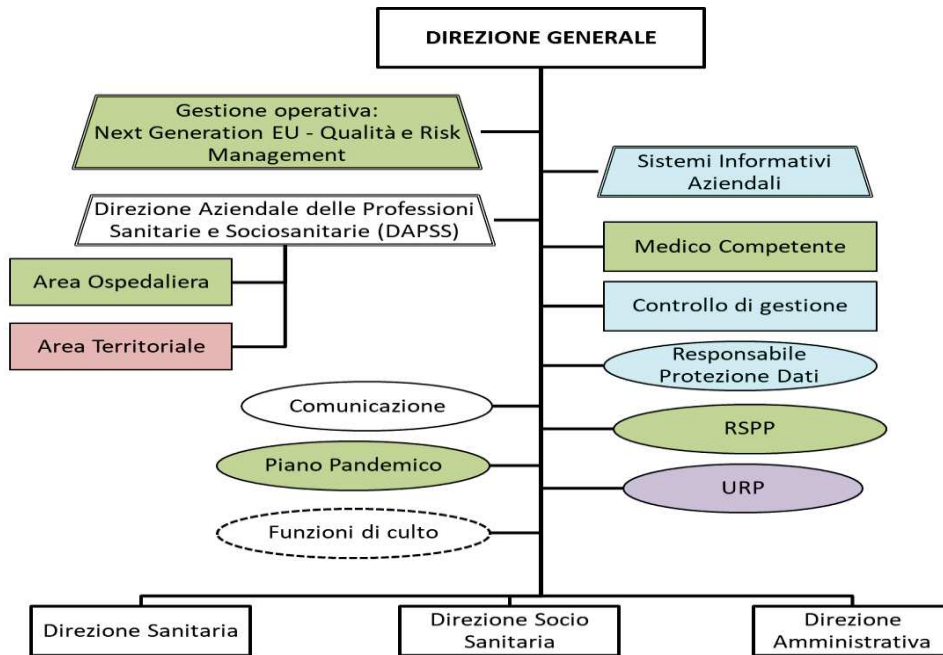 DIREZIONE GENERALE
Gestione operativa:
Next Generation EU - Qualità e Risk
Management
Sistemi Informativi
Aziendali
Direzione Aziendale delle Professioni
Sanitarie e Sociosanitarie (DAPSS)
Medico Competente
Area Ospedaliera
Controllo di gestione
Area Territoriale
Responsabile
Protezione Dati
Comunicazione
RSPP
Piano Pandemico
URP
Funzioni di culto
Direzione Sanitaria
Direzione Socio
Sanitaria
Direzione
Amministrativa